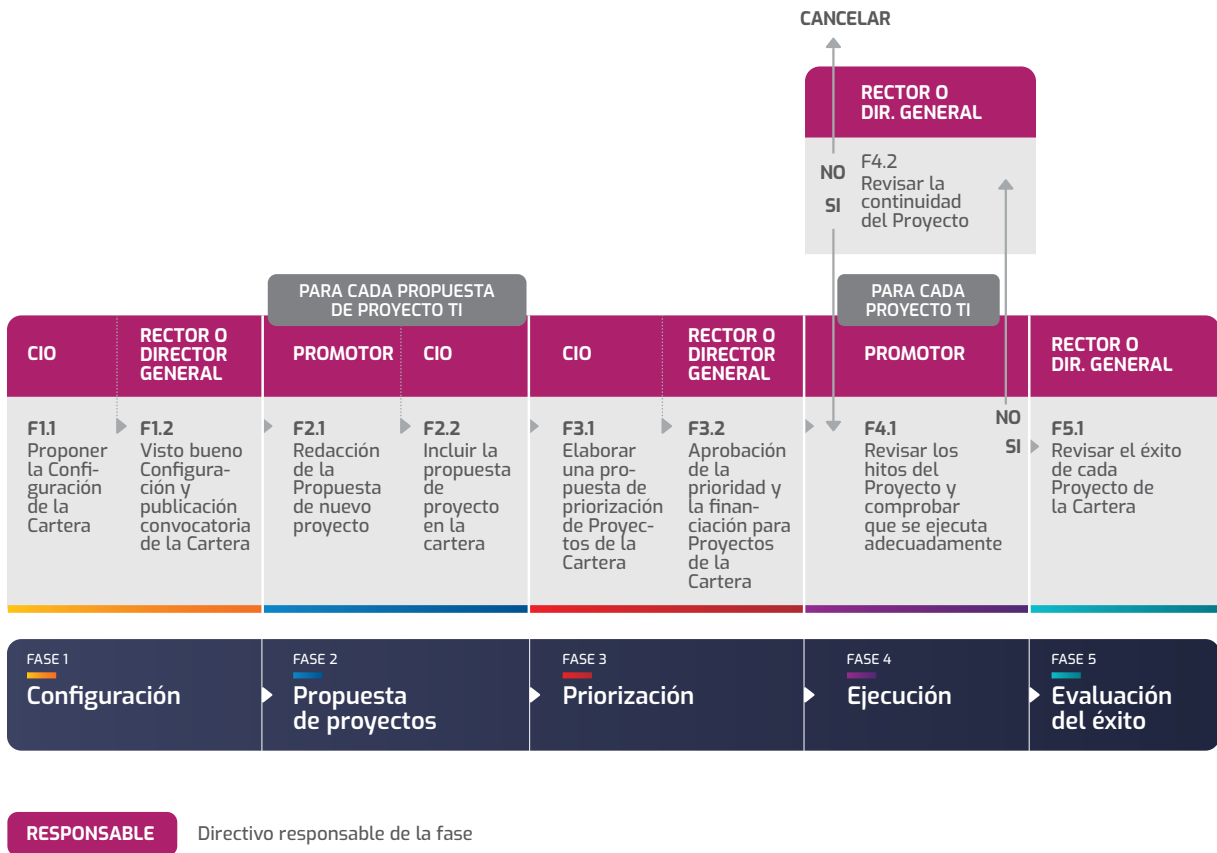 CANCELAR
RECTOR O
DIR. GENERAL
NO
SI
F4.2
Revisar la
continuidad
del Proyecto
PARA CADA PROPUESTA
DE PROYECTO TI
PARA CADA
PROYECTO TI
CIO
RECTOR O
DIRECTOR
GENERAL
PROMOTOR
CIO
CIO
RECTOR O
DIRECTOR
GENERAL
PROMOTOR
RECTOR O
DIR. GENERAL
F1.1
Proponer
la Confi-
guración
de la
Cartera
F1.2
Visto bueno
Configura-
ción y
publicación
convocatoria
de la Cartera
F2.1
Redacción
de la
Propuesta
de nuevo
proyecto
F2.2
Incluir la
propuesta
de
proyecto
en la
cartera
F3.1
Elaborar
una pro-
puesta de
priorización
de Proyec-
tos de la
Cartera
F3.2
Aprobación
de la
prioridad y
la finan-
ciación para
Proyectos
de la
Cartera
F4.1
Revisar los
hitos del
Proyecto y
comprobar
que se ejecuta
adecuadamente
NO
SI
F5.1
Revisar el éxito
de cada
Proyecto de
la Cartera
FASE 1
Configuración
FASE 2
Propuesta
de proyectos
FASE 3
Priorización
FASE 4
Ejecución
FASE 5
Evaluación
del éxito
RESPONSABLE
Directivo responsable de la fase